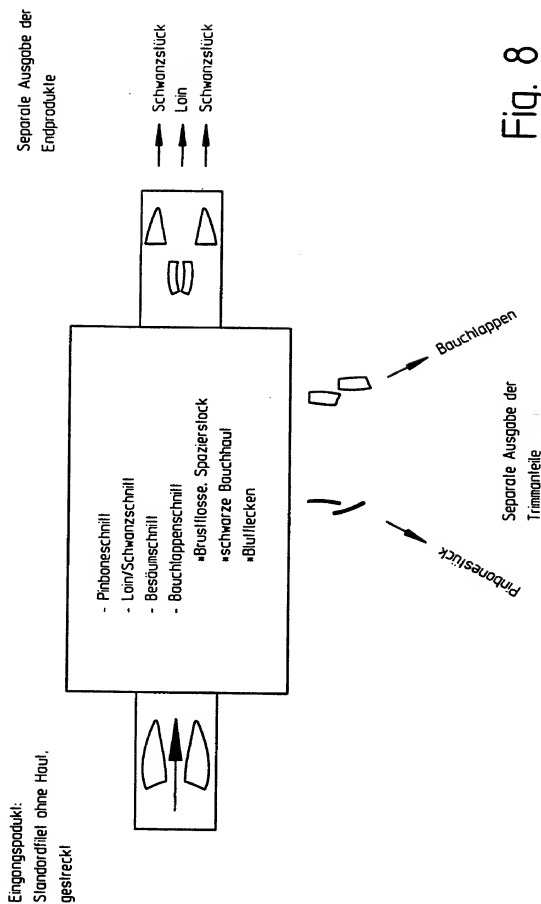 Eingangspodukt:
Standardfilet ohne Haut,
gestreckt
- Pinboneschnitt
- Loin/Schwanzschnitt
- Besäumschnitt
- Bauchlappenschnitt
*Brustflosse, Spazierstock
*schwarze Bauchhaut
*Blutflecken
Separate Ausgabe der
Endprodukte
Schwanzstück
Loin
Schwanzstück
Pinbonestück
Bauchlappen
Separate Ausgabe der
Trimmanteile
Fig. 8